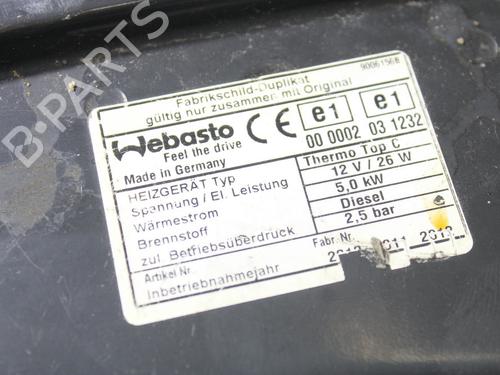 B-PARTS
90061568
Fabrikschild-Duplikat
gültig nur zusammen mit Original
Webasto CE e1 e1
Feel the drive 00 0002 03 1232
Made in Germany
HEIZGERÄT Typ Thermo Top C
Spannung / El. Leistung 12 V / 26 W
Wärmestrom 5,0 kW
Brennstoff Diesel
zul. Betriebsüberdruck 2,5 bar
Artikel Nr. Fabr. Nr.
Inbetriebnahmejahr